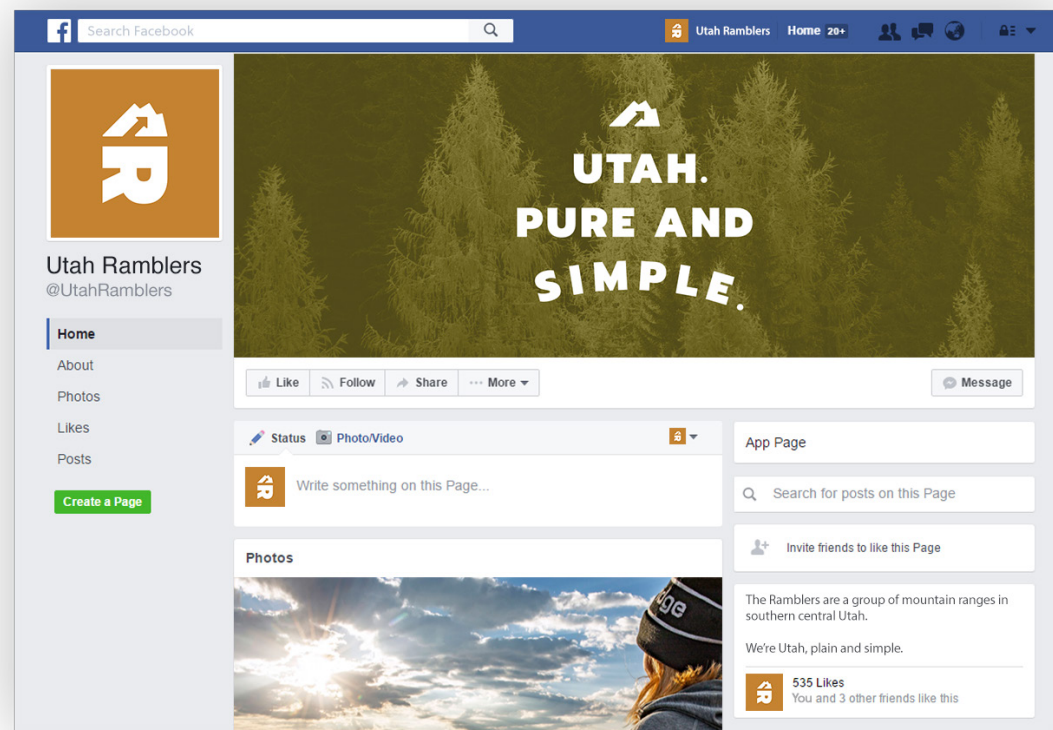 Search Facebook
Utah Ramblers Home 20+
UTAH.
PURE AND
SIMPLE.
R
Utah Ramblers
@UtahRamblers
Home
About
Photos
Likes
Posts
Create a Page
Like Follow Share ··· More Message
Status Photo/Video
Write something on this Page...
Photos
App Page
Search for posts on this Page
Invite friends to like this Page
The Ramblers are a group of mountain ranges in
southern central Utah.
We're Utah, plain and simple.
535 Likes
You and 3 other friends like this